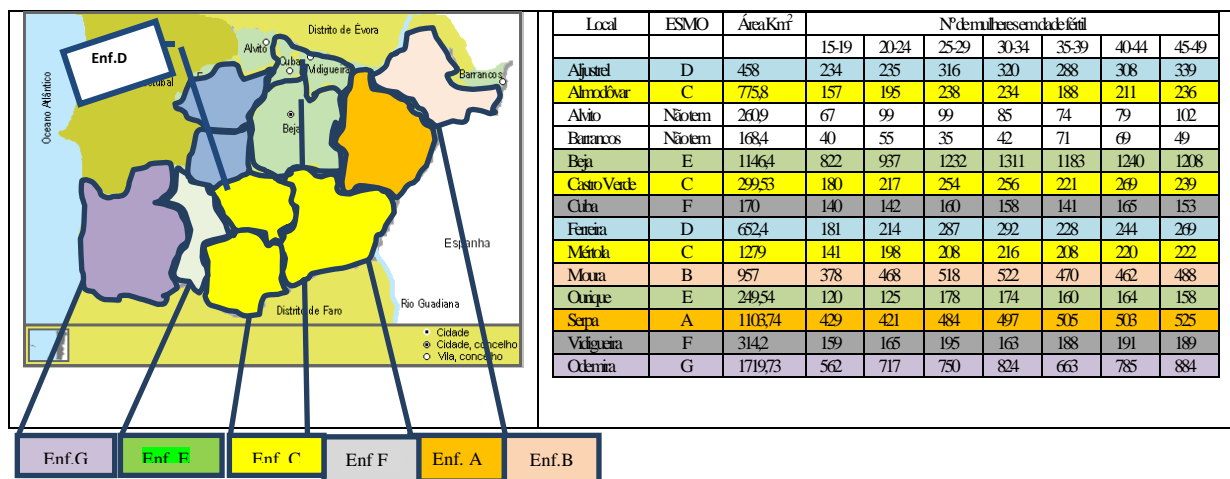 Distrito de Évora
Enf.D
Alvito
Cuba
Vidigueira
Barrancos
Oceano Atlântico
Beja
Espanha
Rio Guadiana
Distrito de Faro
Cidade
Cidade, concelho
Vila, concelho
Enf.G Enf. E Enf. C Enf F Enf. A Enf.B
Local ESMO Área Km² Nº de mulheres em idade fértil
15-19 20-24 25-29 30-34 35-39 40-44 45-49
Aljustrel D 458 234 235 316 320 288 308 339
Almodôvar C 775,8 157 195 238 234 188 211 236
Alvito Não tem 260,9 67 99 99 85 74 79 102
Barrancos Não tem 168,4 40 55 35 42 71 69 49
Beja E 1146,4 822 937 1232 1311 1183 1240 1208
Castro Verde C 299,53 180 217 254 256 221 269 239
Cuba F 170 140 142 160 158 141 165 153
Ferreira D 652,4 181 214 287 292 228 244 269
Mértola C 1279 141 198 208 216 208 220 222
Moura B 957 378 468 518 522 470 462 488
Ourique E 249,54 120 125 178 174 160 164 158
Serpa A 1103,74 429 421 484 497 505 503 525
Vidigueira F 314,2 159 165 195 163 188 191 189
Odemira G 1719,73 562 717 750 824 663 785 884